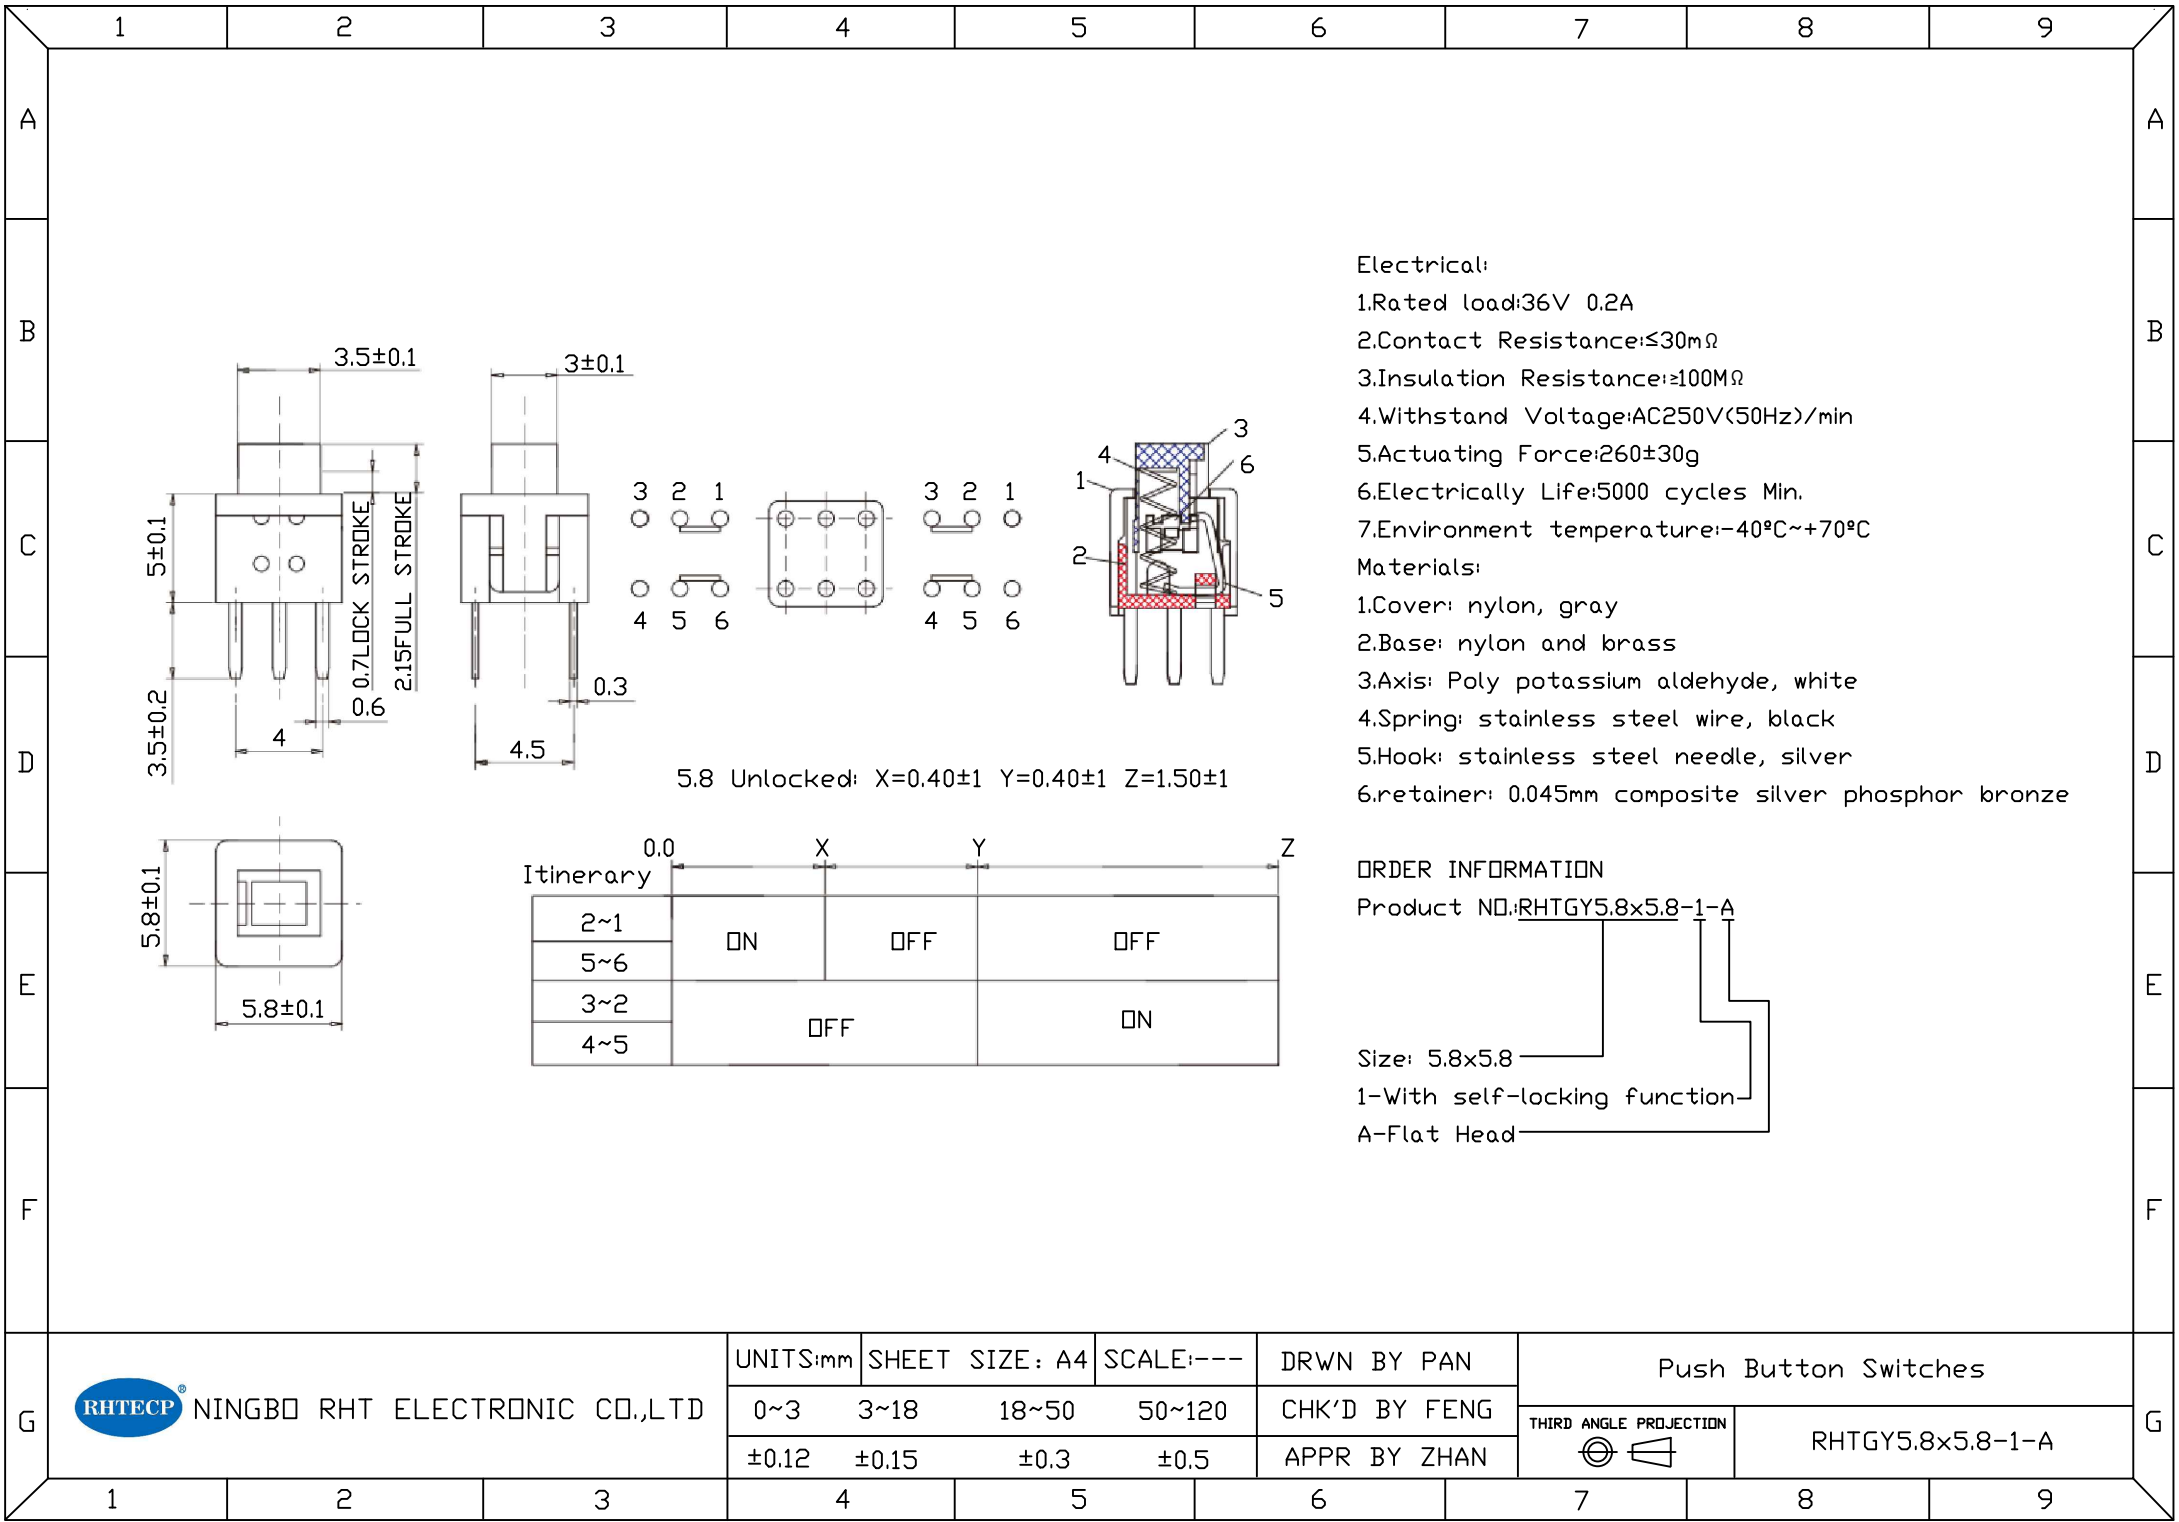 1 2 3 4 5 6 7 8 9
A A
B B
C C
D D
E E
F F
G G
3.5±0.1
3±0.1
5±0.1
3.5±0.2
0.7LOCK STROKE
2.15FULL STROKE
0.6
4
0.3
4.5
3 2 1
4 5 6
3 2 1
4 5 6
3
4
6
1
2
5
5.8±0.1
5.8±0.1
5.8 Unlocked: X=0.40±1 Y=0.40±1 Z=1.50±1
0.0 X Y Z
Itinerary
2~1
5~6
ON OFF OFF
3~2
4~5
OFF ON
Electrical:
1.Rated load:36V 0.2A
2.Contact Resistance:≤30mΩ
3.Insulation Resistance:≥100MΩ
4.Withstand Voltage:AC250V(50Hz)/min
5.Actuating Force:260±30g
6.Electrically Life:5000 cycles Min.
7.Environment temperature:-40ºC~+70ºC
Materials:
1.Cover: nylon, gray
2.Base: nylon and brass
3.Axis: Poly potassium aldehyde, white
4.Spring: stainless steel wire, black
5.Hook: stainless steel needle, silver
6.retainer: 0.045mm composite silver phosphor bronze
ORDER INFORMATION
Product NO.:RHTGY5.8x5.8-1-A
Size: 5.8x5.8
1-With self-locking function
A-Flat Head
RHTECP® NINGBO RHT ELECTRONIC CO.,LTD
UNITS:mm SHEET SIZE: A4 SCALE:---
0~3 3~18 18~50 50~120
±0.12 ±0.15 ±0.3 ±0.5
DRWN BY PAN
CHK'D BY FENG
APPR BY ZHAN
Push Button Switches
THIRD ANGLE PROJECTION
RHTGY5.8x5.8-1-A
1 2 3 4 5 6 7 8 9